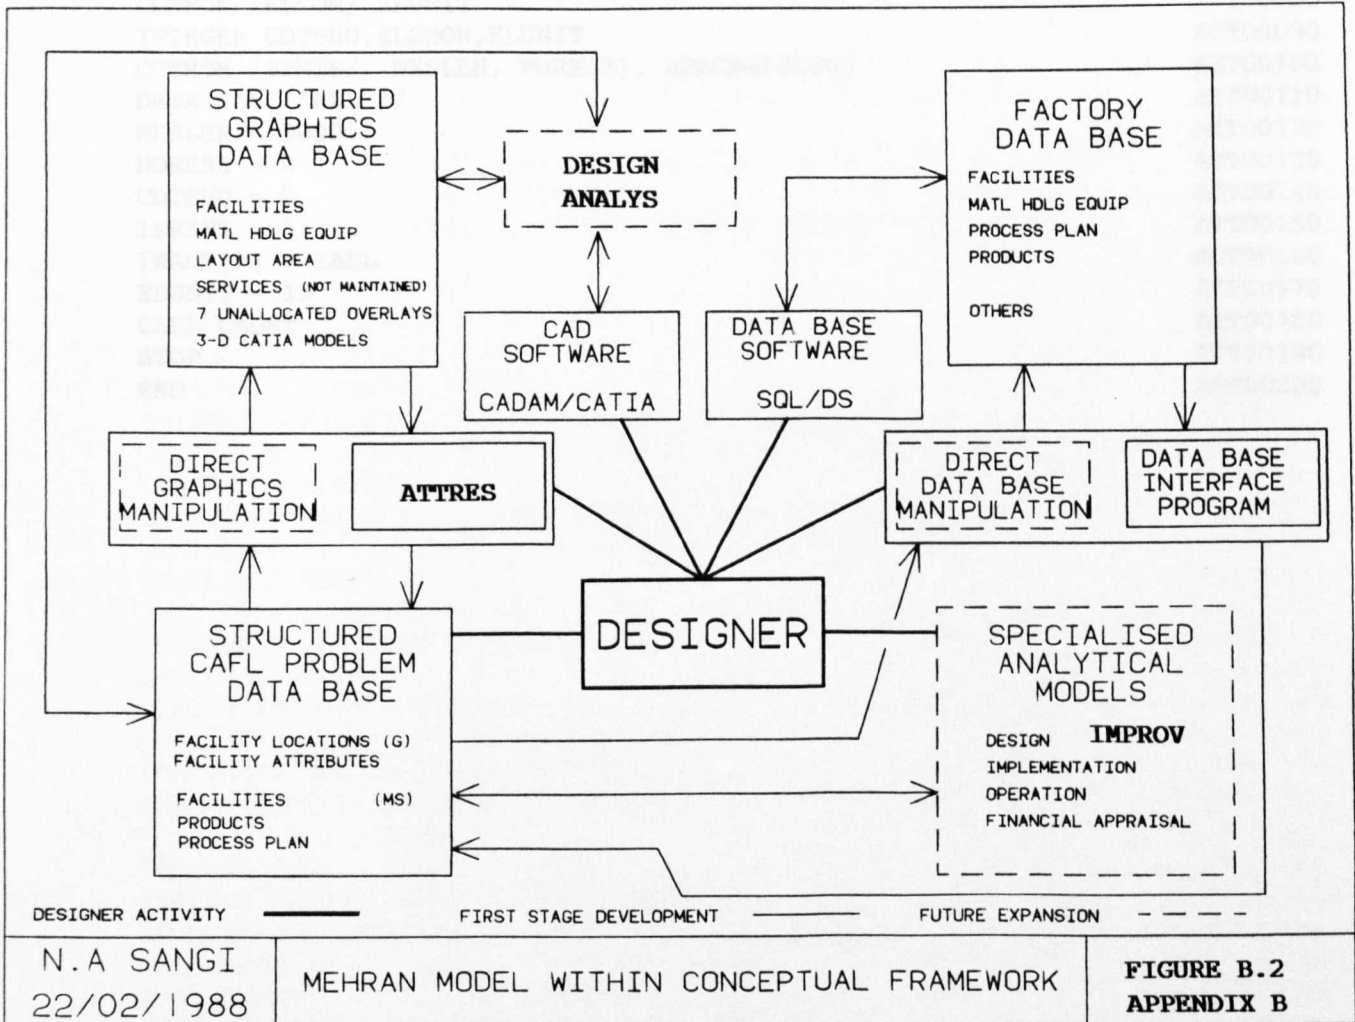 STRUCTURED
GRAPHICS
DATA BASE
FACILITIES
MATL HDLG EQUIP
LAYOUT AREA
SERVICES (NOT MAINTAINED)
7 UNALLOCATED OVERLAYS
3-D CATIA MODELS
DESIGN
ANALYS
FACTORY
DATA BASE
FACILITIES
MATL HDLG EQUIP
PROCESS PLAN
PRODUCTS
OTHERS
CAD
SOFTWARE
CADAM/CATIA
DATA BASE
SOFTWARE
SQL/DS
DIRECT
GRAPHICS
MANIPULATION
ATTRES
DIRECT
DATA BASE
MANIPULATION
DATA BASE
INTERFACE
PROGRAM
DESIGNER
STRUCTURED
CAFL PROBLEM
DATA BASE
FACILITY LOCATIONS (G)
FACILITY ATTRIBUTES
FACILITIES (MS)
PRODUCTS
PROCESS PLAN
SPECIALISED
ANALYTICAL
MODELS
DESIGN IMPROV
IMPLEMENTATION
OPERATION
FINANCIAL APPRAISAL
DESIGNER ACTIVITY
FIRST STAGE DEVELOPMENT
FUTURE EXPANSION
N.A SANGI
22/02/1988
MEHRAN MODEL WITHIN CONCEPTUAL FRAMEWORK
FIGURE B.2
APPENDIX B